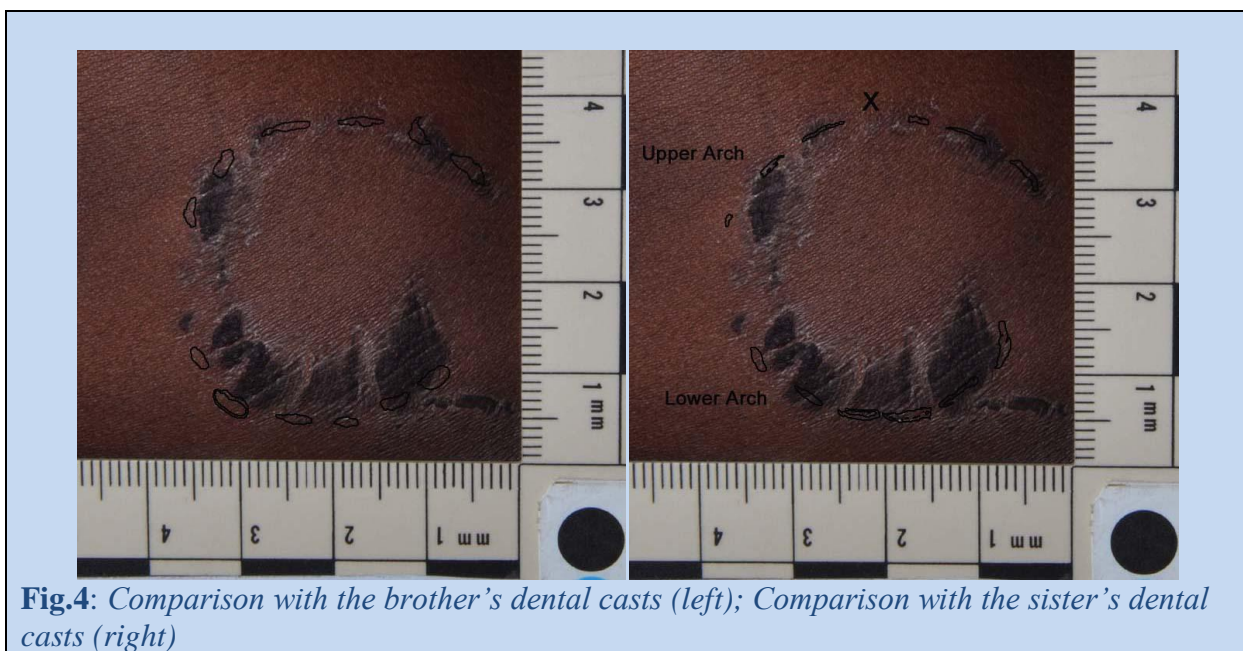 4
3
2
1 mm
4 3 2 1 mm
X
Upper Arch
Lower Arch
4
3
2
1 mm
4 3 2 1 mm
Fig.4: Comparison with the brother’s dental casts (left); Comparison with the sister’s dental
casts (right)